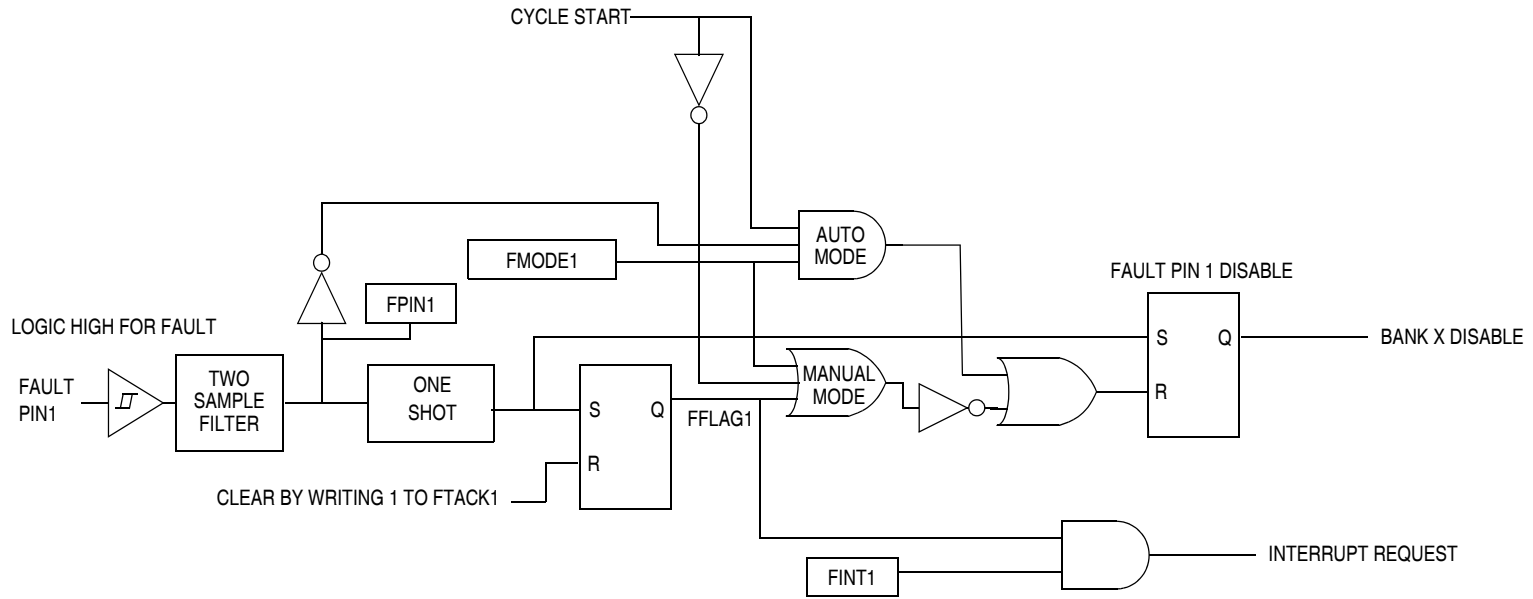 CYCLE START
AUTO
MODE
FMODE1
FAULT PIN 1 DISABLE
FPIN1
LOGIC HIGH FOR FAULT
S
Q
BANK X DISABLE
R
FAULT
PIN1
TWO
SAMPLE
FILTER
ONE
SHOT
MANUAL
MODE
S
Q
FFLAG1
R
CLEAR BY WRITING 1 TO FTACK1
INTERRUPT REQUEST
FINT1